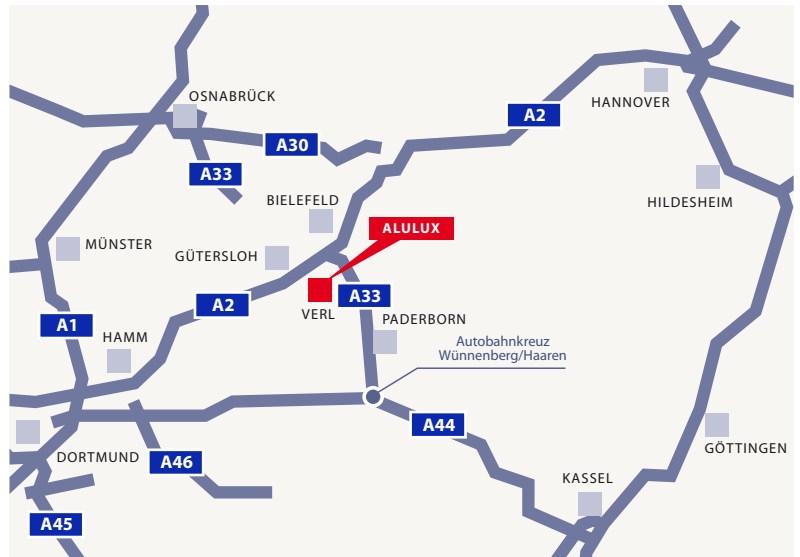 OSNABRÜCK
HANNOVER
A2
A30
A33
BIELEFELD
HILDESHEIM
ALULUX
MÜNSTER
GÜTERSLOH
A33
A2
VERL
PADERBORN
A1
HAMM
Autobahnkreuz
Wünnenberg/Haaren
A44
GÖTTINGEN
DORTMUND
A46
KASSEL
A45